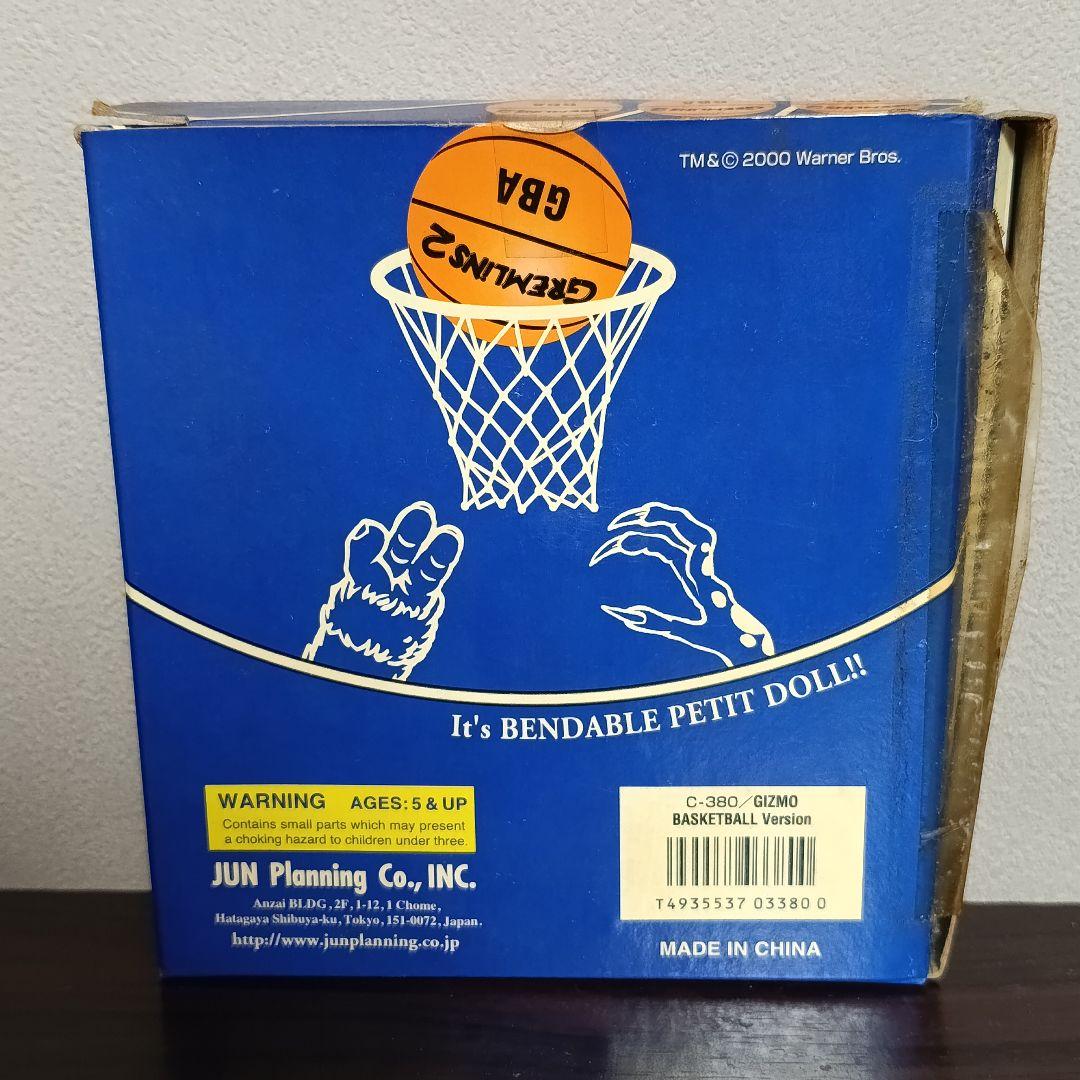 TM&© 2000 Warner Bros.
GBA
GREMLINS 2
It's BENDABLE PETIT DOLL!!
WARNING AGES: 5 & UP
Contains small parts which may present
a choking hazard to children under three.
JUN Planning Co., INC.
Anzai BLDG, 2F, 1-12, 1 Chome,
Hatagaya Shibuya-ku, Tokyo, 151-0072, Japan.
http://www.junplanning.co.jp
C-380/GIZMO
BASKETBALL Version
T4935537 03380 0
MADE IN CHINA